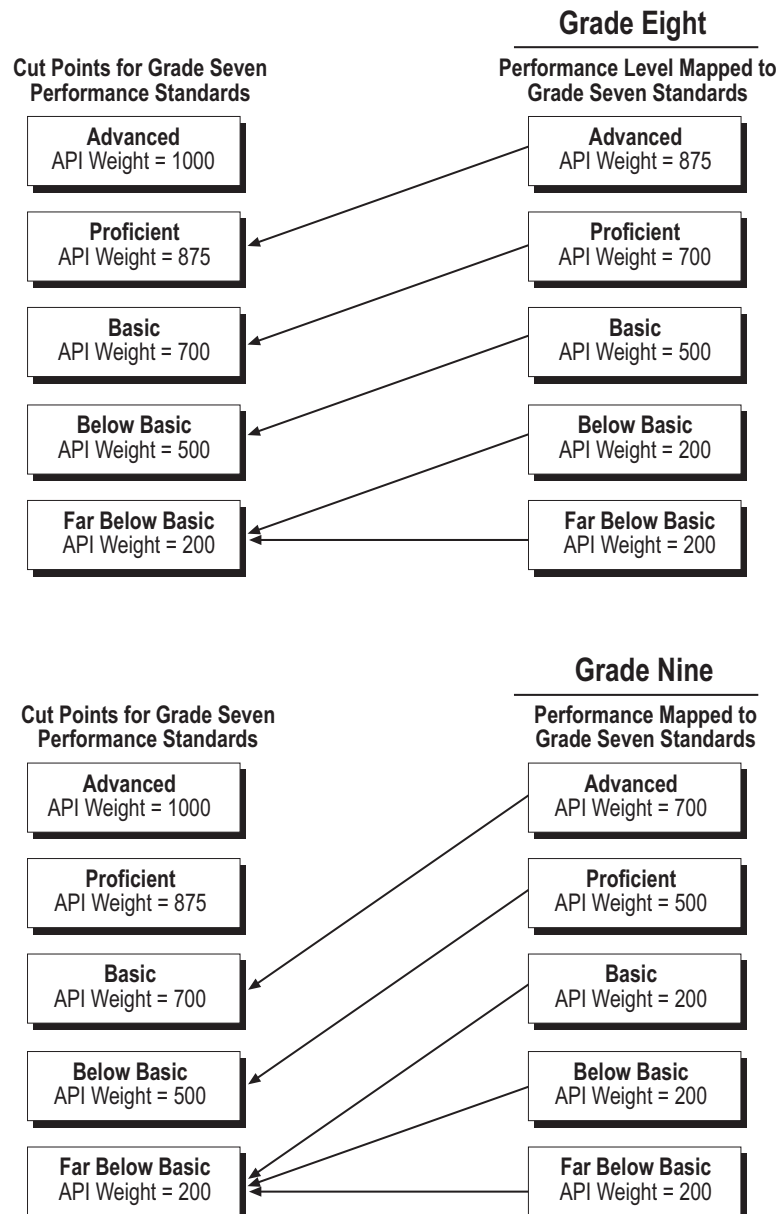 Grade Eight
Cut Points for Grade Seven
Performance Standards
Performance Level Mapped to
Grade Seven Standards
Advanced
API Weight = 1000
Advanced
API Weight = 875
Proficient
API Weight = 875
Proficient
API Weight = 700
Basic
API Weight = 700
Basic
API Weight = 500
Below Basic
API Weight = 500
Below Basic
API Weight = 200
Far Below Basic
API Weight = 200
Far Below Basic
API Weight = 200
Grade Nine
Cut Points for Grade Seven
Performance Standards
Performance Mapped to
Grade Seven Standards
Advanced
API Weight = 1000
Advanced
API Weight = 700
Proficient
API Weight = 875
Proficient
API Weight = 500
Basic
API Weight = 700
Basic
API Weight = 200
Below Basic
API Weight = 500
Below Basic
API Weight = 200
Far Below Basic
API Weight = 200
Far Below Basic
API Weight = 200